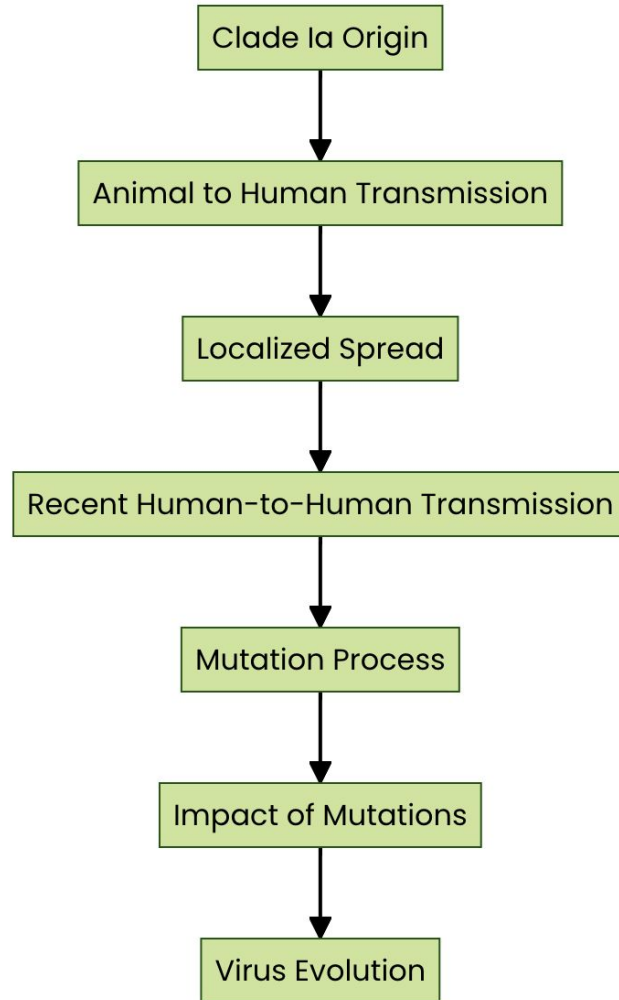 Clade Ia Origin
Animal to Human Transmission
Localized Spread
Recent Human-to-Human Transmission
Mutation Process
Impact of Mutations
Virus Evolution